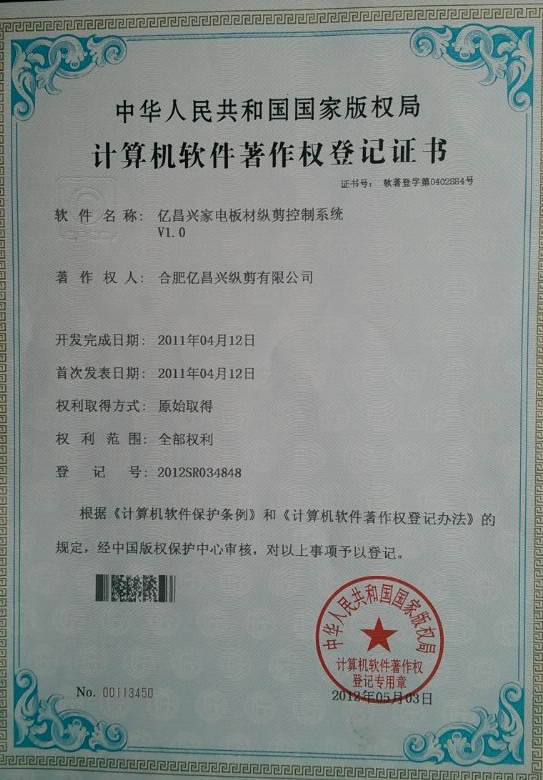 中华人民共和国国家版权局
计算机软件著作权登记证书
证书号： 软著登字第0402884号
软件名称： 亿昌兴家电板材纵剪控制系统
V1.0
著作权人： 合肥亿昌兴纵剪有限公司
开发完成日期： 2011年04月12日
首次发表日期： 2011年04月12日
权利取得方式： 原始取得
权利范围： 全部权利
登记号： 2012SR034848
根据《计算机软件保护条例》和《计算机软件著作权登记办法》的
规定，经中国版权保护中心审核，对以上事项予以登记。
中华人民共和国国家版权局
计算机软件著作权
登记专用章
No. 00113450
2012年05月03日